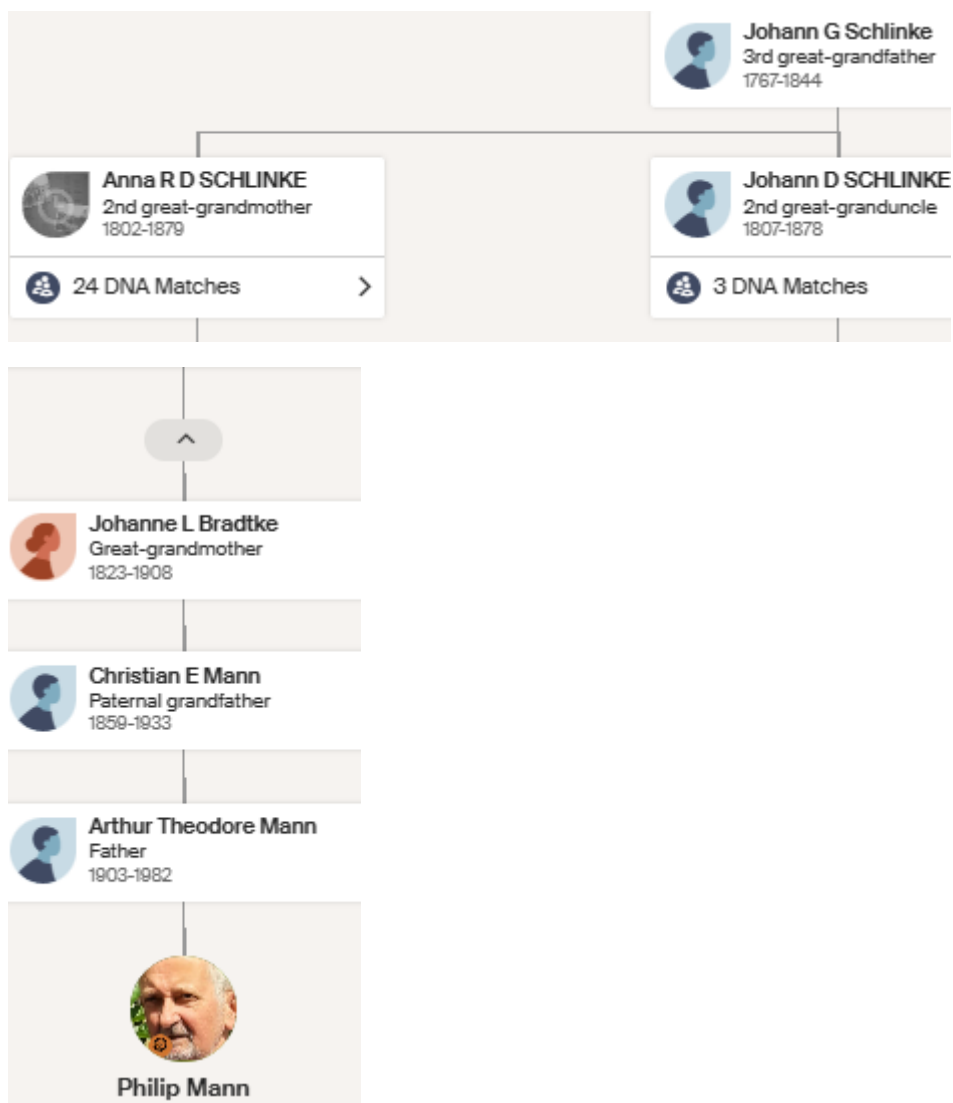 Johann G Schlinke
3rd great-grandfather
1767-1844
Anna R D SCHLINKE
2nd great-grandmother
1802-1879
24 DNA Matches
Johann D SCHLINKE
2nd great-granduncle
1807-1878
3 DNA Matches
Johanne L Bradtke
Great-grandmother
1823-1908
Christian E Mann
Paternal grandfather
1859-1933
Arthur Theodore Mann
Father
1903-1982
Philip Mann